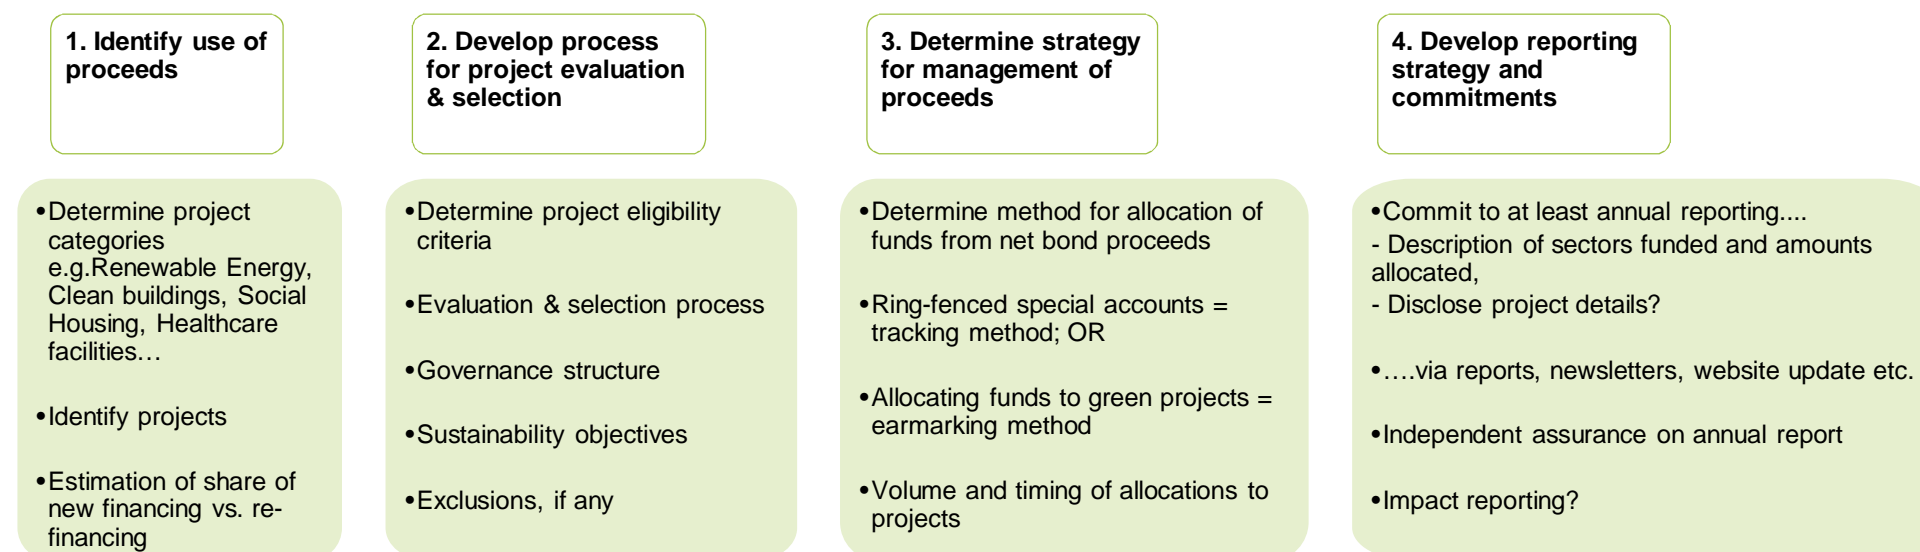 1. Identify use of
proceeds
2. Develop process
for project evaluation
& selection
3. Determine strategy
for management of
proceeds
4. Develop reporting
strategy and
commitments
•Determine project
categories
e.g.Renewable Energy,
Clean buildings, Social
Housing, Healthcare
facilities…
•Identify projects
•Estimation of share of
new financing vs. re-
financing
•Determine project eligibility
criteria
•Evaluation & selection process
•Governance structure
•Sustainability objectives
•Exclusions, if any
•Determine method for allocation of
funds from net bond proceeds
•Ring-fenced special accounts =
tracking method; OR
•Allocating funds to green projects =
earmarking method
•Volume and timing of allocations to
projects
•Commit to at least annual reporting....
- Description of sectors funded and amounts
allocated,
- Disclose project details?
•….via reports, newsletters, website update etc.
•Independent assurance on annual report
•Impact reporting?